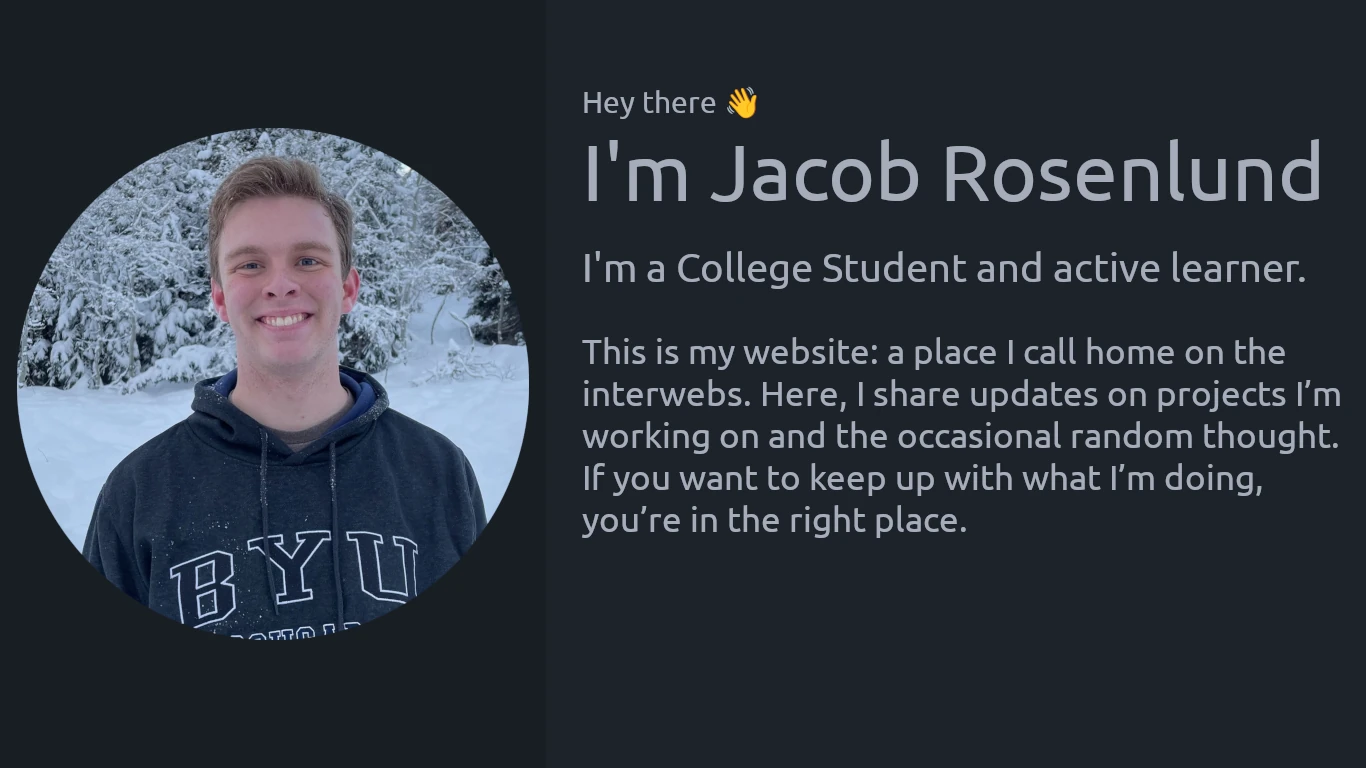 Hey there 👋
I'm Jacob Rosenlund
I'm a College Student and active learner.
This is my website: a place I call home on the
interwebs. Here, I share updates on projects I’m
working on and the occasional random thought.
If you want to keep up with what I’m doing,
you’re in the right place.
BYU